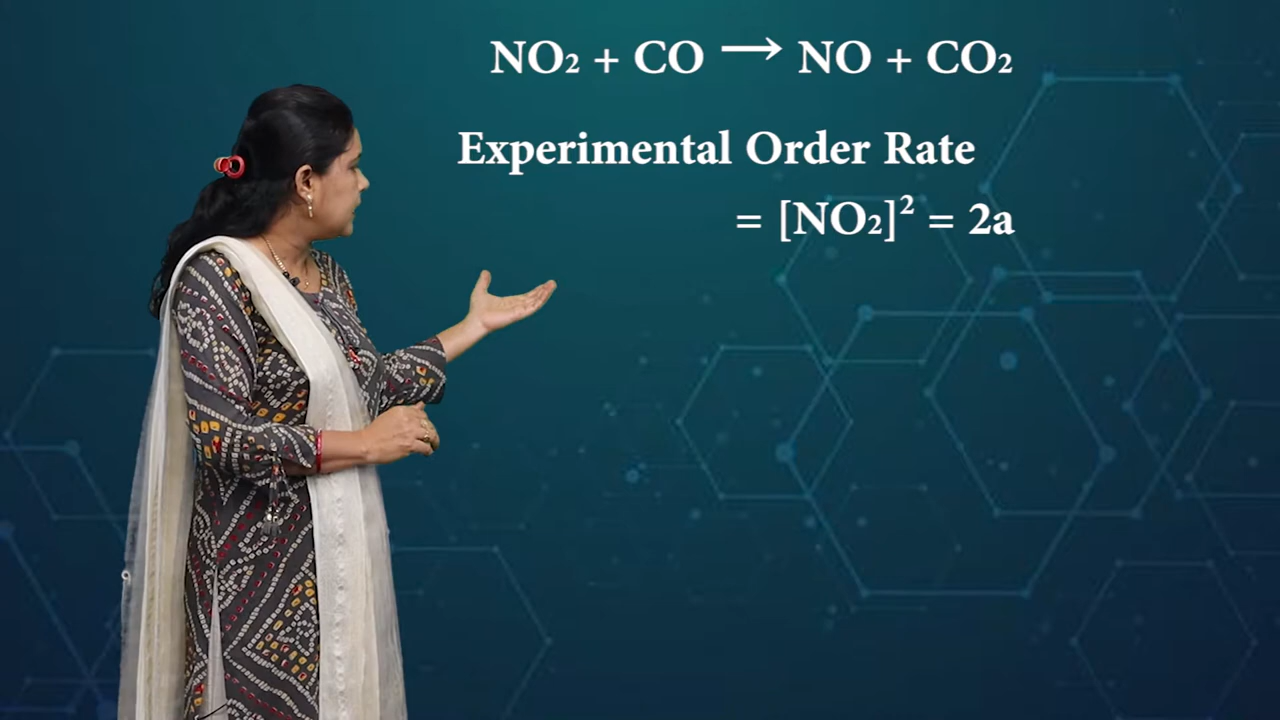 NO₂ + CO → NO + CO₂
Experimental Order Rate
= [NO₂]² = 2a